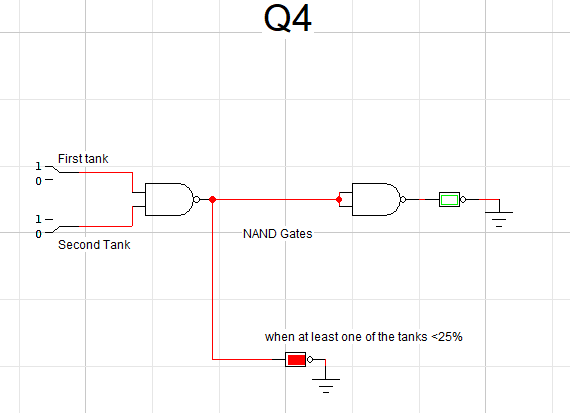 Q4
First tank
1
0
1
0
Second Tank
NAND Gates
when at least one of the tanks <25%